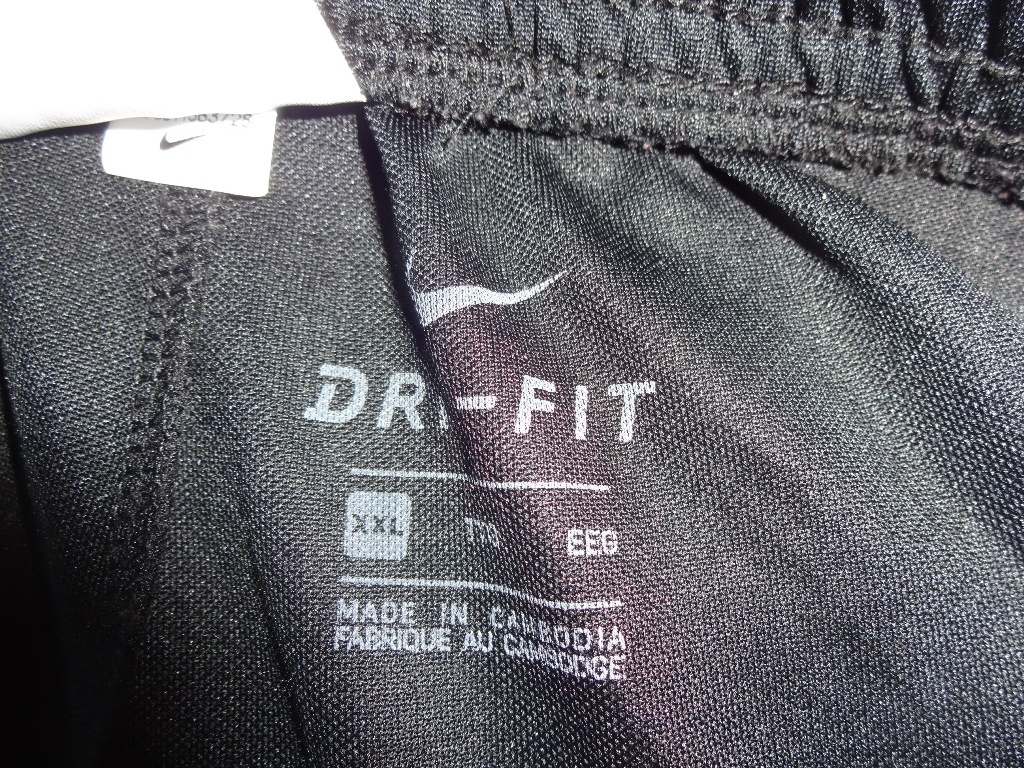 DRI-FIT
XXL EEG
MADE IN CAMBODIA
FABRIQUE AU CAMBODGE